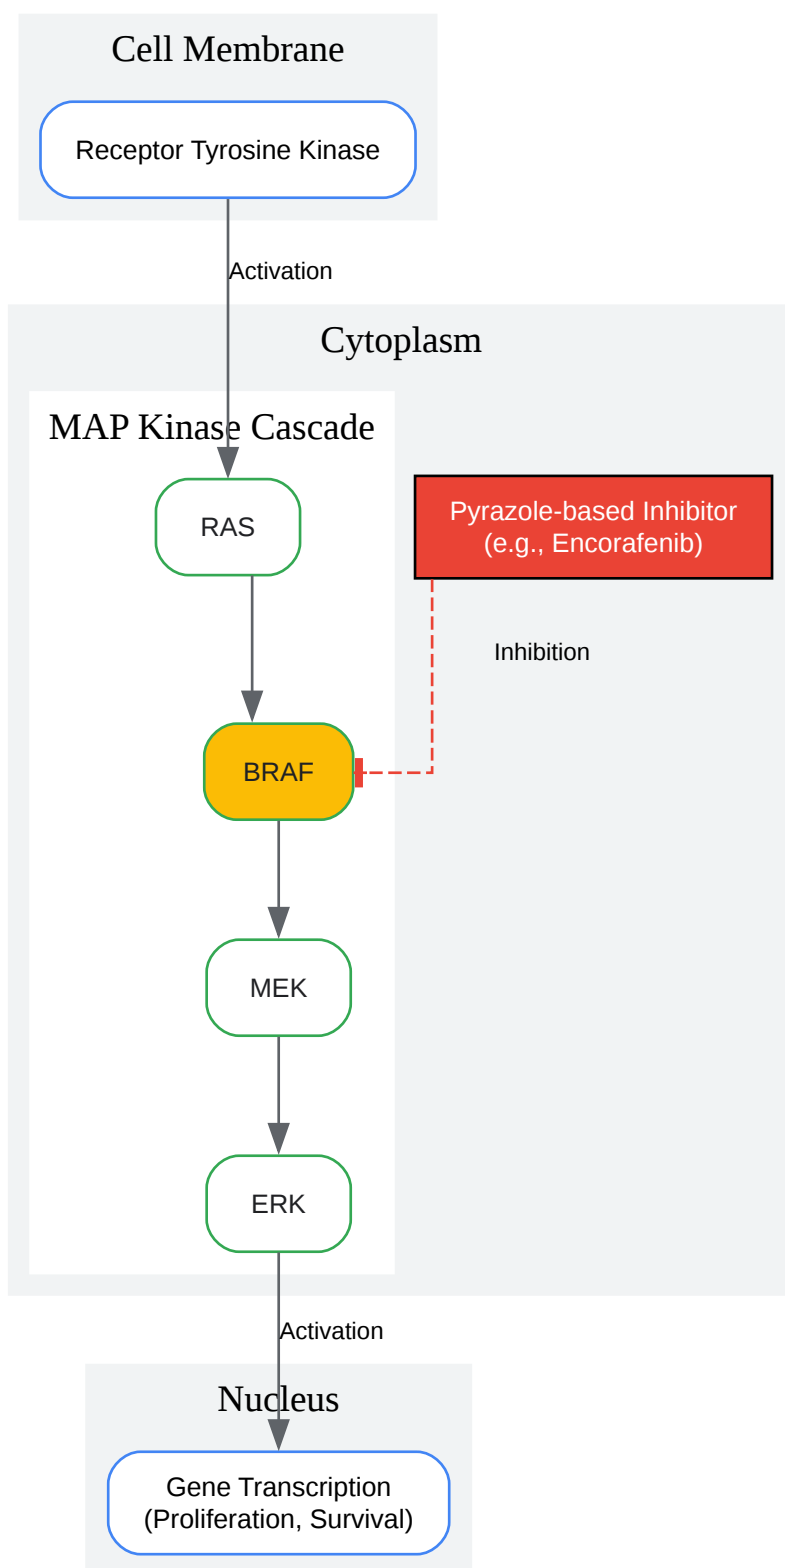 Cell Membrane
Receptor Tyrosine Kinase
Activation
Cytoplasm
MAP Kinase Cascade
RAS
Pyrazole-based Inhibitor
(e.g., Encorafenib)
Inhibition
BRAF
MEK
ERK
Activation
Nucleus
Gene Transcription
(Proliferation, Survival)